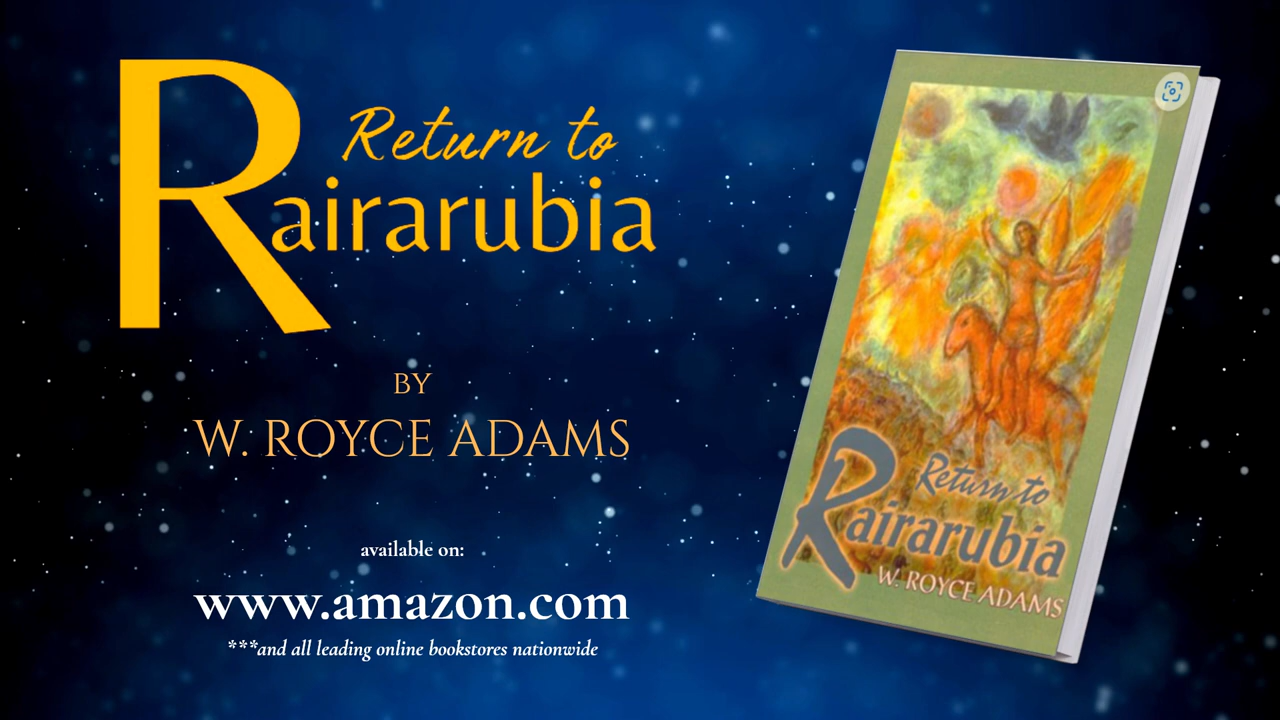 Return to
Rairarubia
BY
W. ROYCE ADAMS
available on:
www.amazon.com
***and all leading online bookstores nationwide
Return to
Rairarubia
W. ROYCE ADAMS